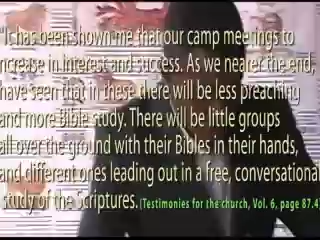 "It has been shown me that our camp meetings to
increase in interest and success. As we nearer the end,
have seen that in these there will be less preaching
and more Bible study. There will be little groups
all over the ground with their Bibles in their hands,
and different ones leading out in a free, conversational
study of the Scriptures. (Testimonies for the church, Vol. 6, page 87.4)